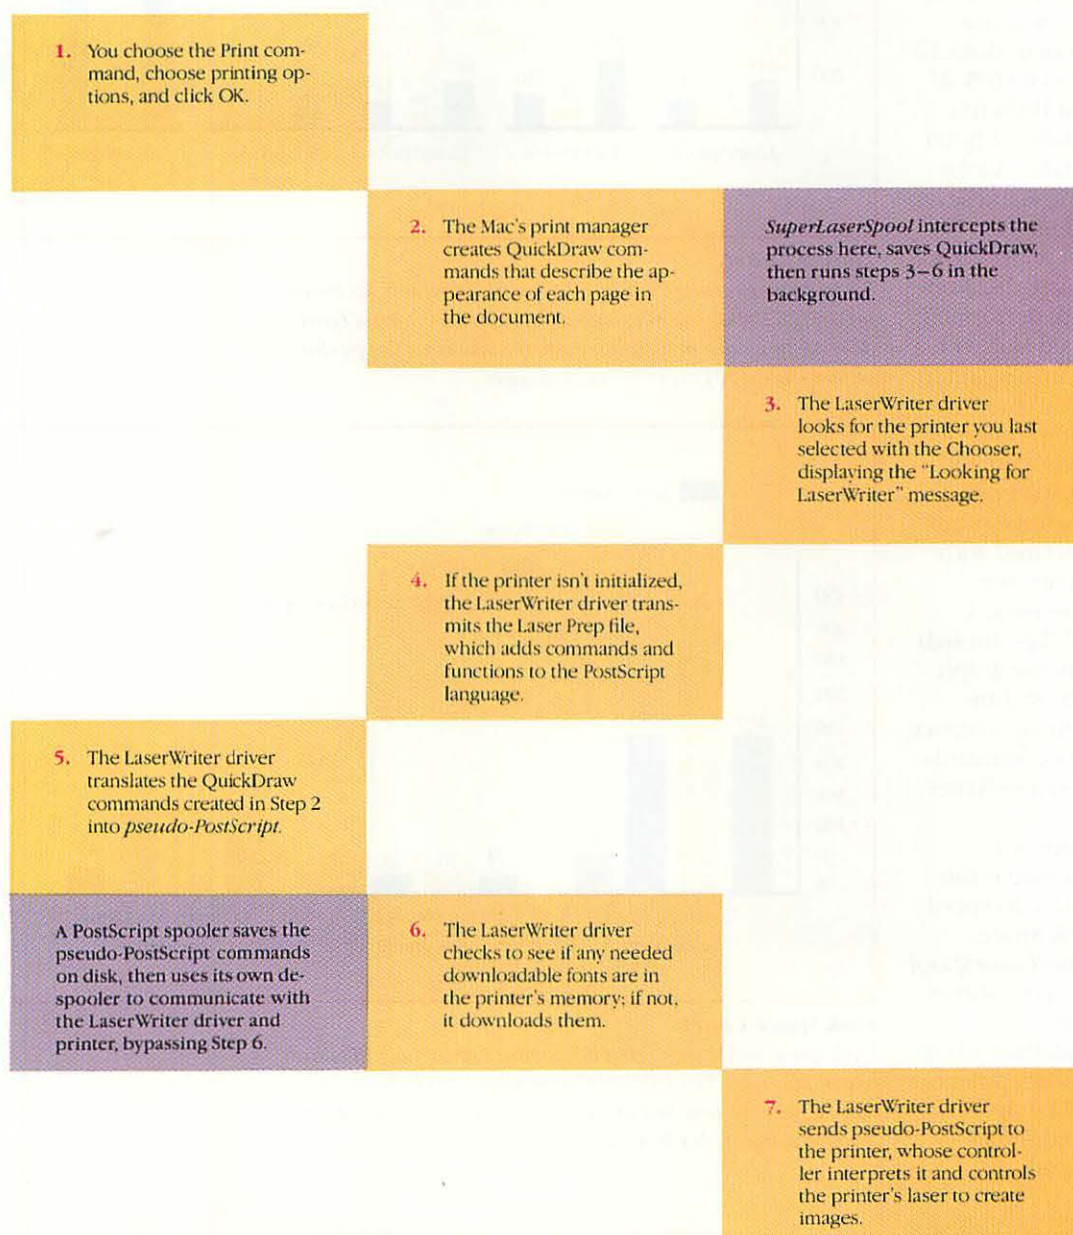 1. You choose the Print com-
mand, choose printing op-
tions, and click OK.
2. The Mac's print manager
creates QuickDraw com-
mands that describe the ap-
pearance of each page in
the document.
SuperLaserSpool intercepts the
process here, saves QuickDraw,
then runs steps 3–6 in the
background.
3. The LaserWriter driver
looks for the printer you last
selected with the Chooser,
displaying the "Looking for
LaserWriter" message.
4. If the printer isn't initialized,
the LaserWriter driver trans-
mits the Laser Prep file,
which adds commands and
functions to the PostScript
language.
5. The LaserWriter driver
translates the QuickDraw
commands created in Step 2
into pseudo-PostScript.
A PostScript spooler saves the
pseudo-PostScript commands
on disk, then uses its own de-
spooler to communicate with
the LaserWriter driver and
printer, bypassing Step 6.
6. The LaserWriter driver
checks to see if any needed
downloadable fonts are in
the printer's memory; if not,
it downloads them.
7. The LaserWriter driver
sends pseudo-PostScript to
the printer, whose control-
ler interprets it and controls
the printer's laser to create
images.